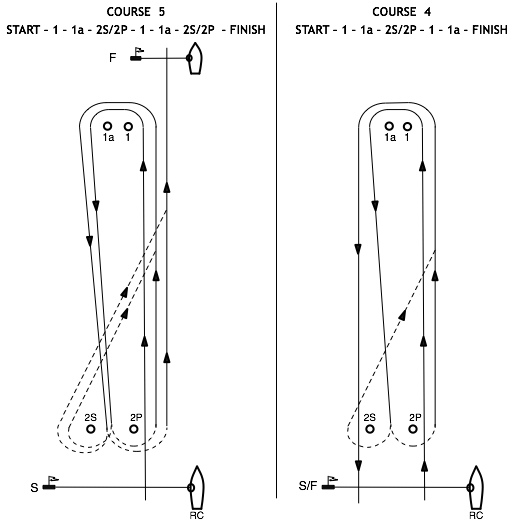 COURSE 5
START - 1 - 1a - 2S/2P - 1 - 1a - 2S/2P - FINISH
F
1a 1
2S 2P
S
RC
COURSE 4
START - 1 - 1a - 2S/2P - 1 - 1a - FINISH
1a 1
2S 2P
S/F
RC